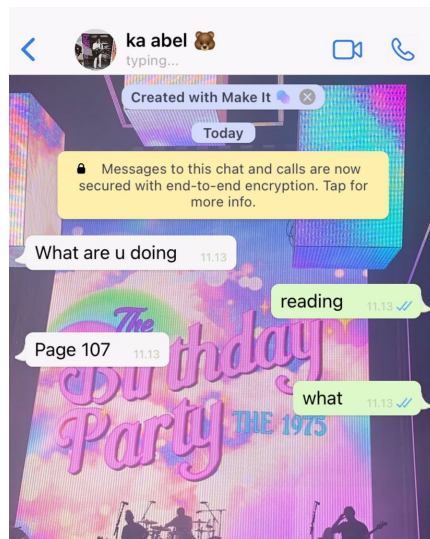 ka abel 🐻
typing...
Created with Make It
Today
Messages to this chat and calls are now
secured with end-to-end encryption. Tap for
more info.
What are u doing 11.13
reading 11.13
The
Page 107 11.13
Birthday
what 11.13
Party THE 1975